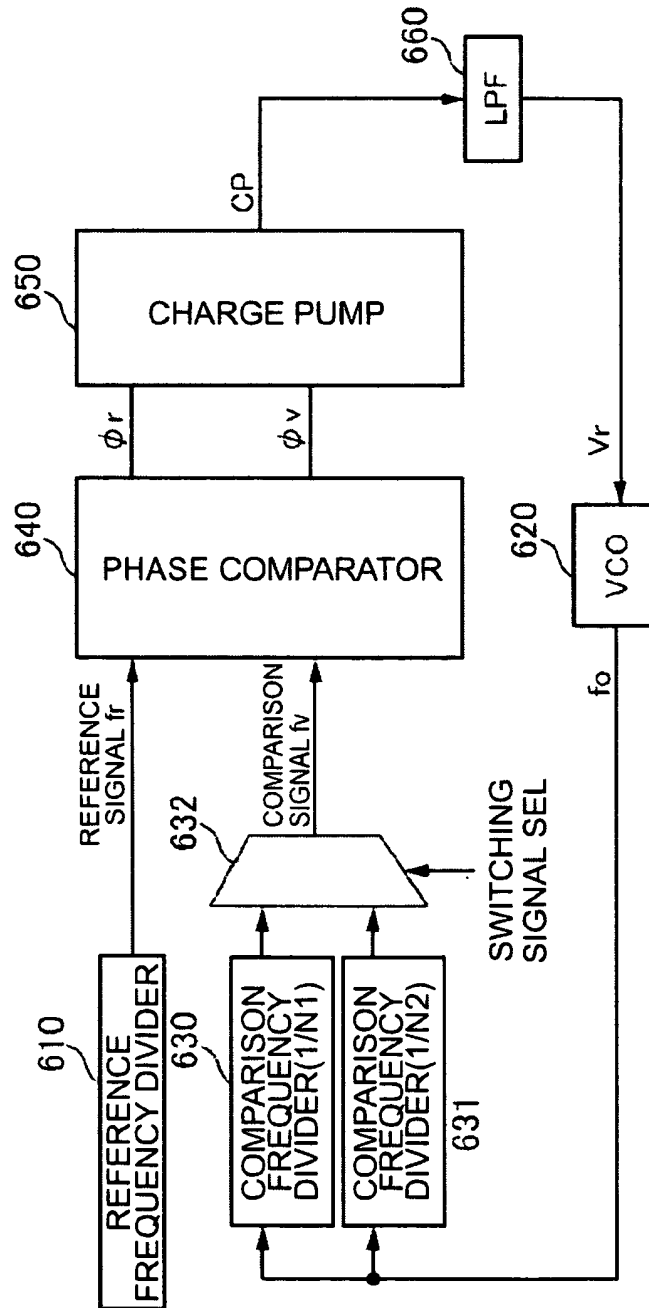 610
REFERENCE
FREQUENCY DIVIDER
REFERENCE
SIGNAL fr
630
COMPARISON
FREQUENCY
DIVIDER(1/N1)
COMPARISON
FREQUENCY
DIVIDER(1/N2)
631
632
COMPARISON
SIGNAL fv
SWITCHING
SIGNAL SEL
640
PHASE COMPARATOR
ϕr
ϕv
650
CHARGE PUMP
CP
660
LPF
Vr
620
VCO
fo